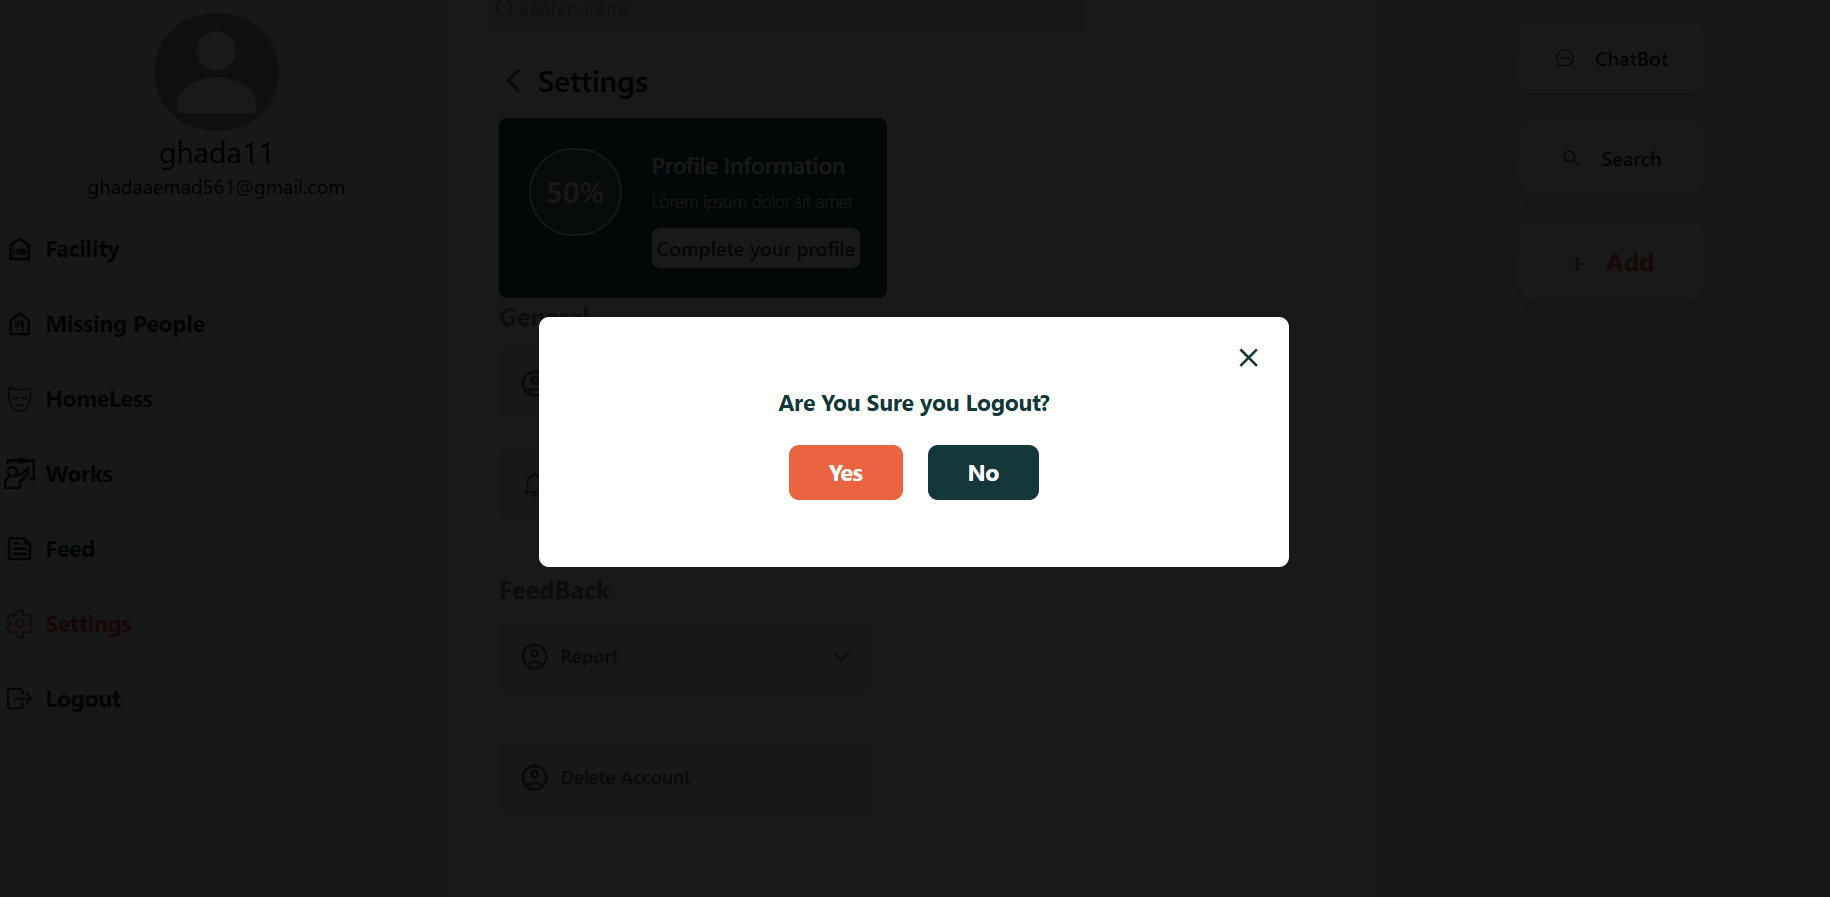 Search Items
ghada11
ghadaaemad561@gmail.com
Facility
Missing People
HomeLess
Works
Feed
Settings
Logout
Settings
50%
Profile Information
Lorem ipsum dolor sit amet
Complete your profile
General
Are You Sure you Logout?
Yes
No
FeedBack
Report
Delete Account
ChatBot
Search
+ Add